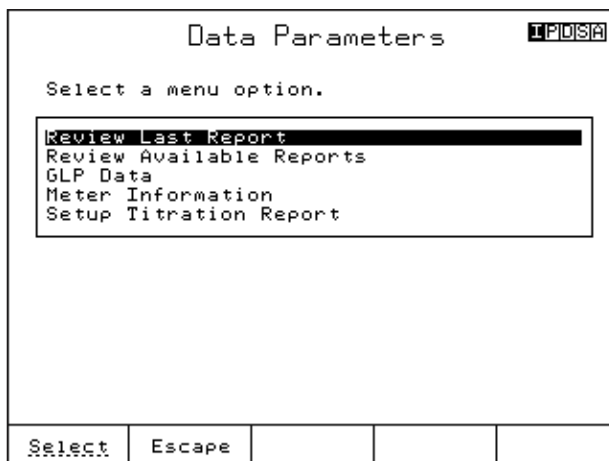 Data Parameters
IPDSA
Select a menu option.
Review Last Report
Review Available Reports
GLP Data
Meter Information
Setup Titration Report
Select Escape